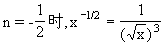 n = -1/2 时, x^{-1/2} = 1/(√x)^3